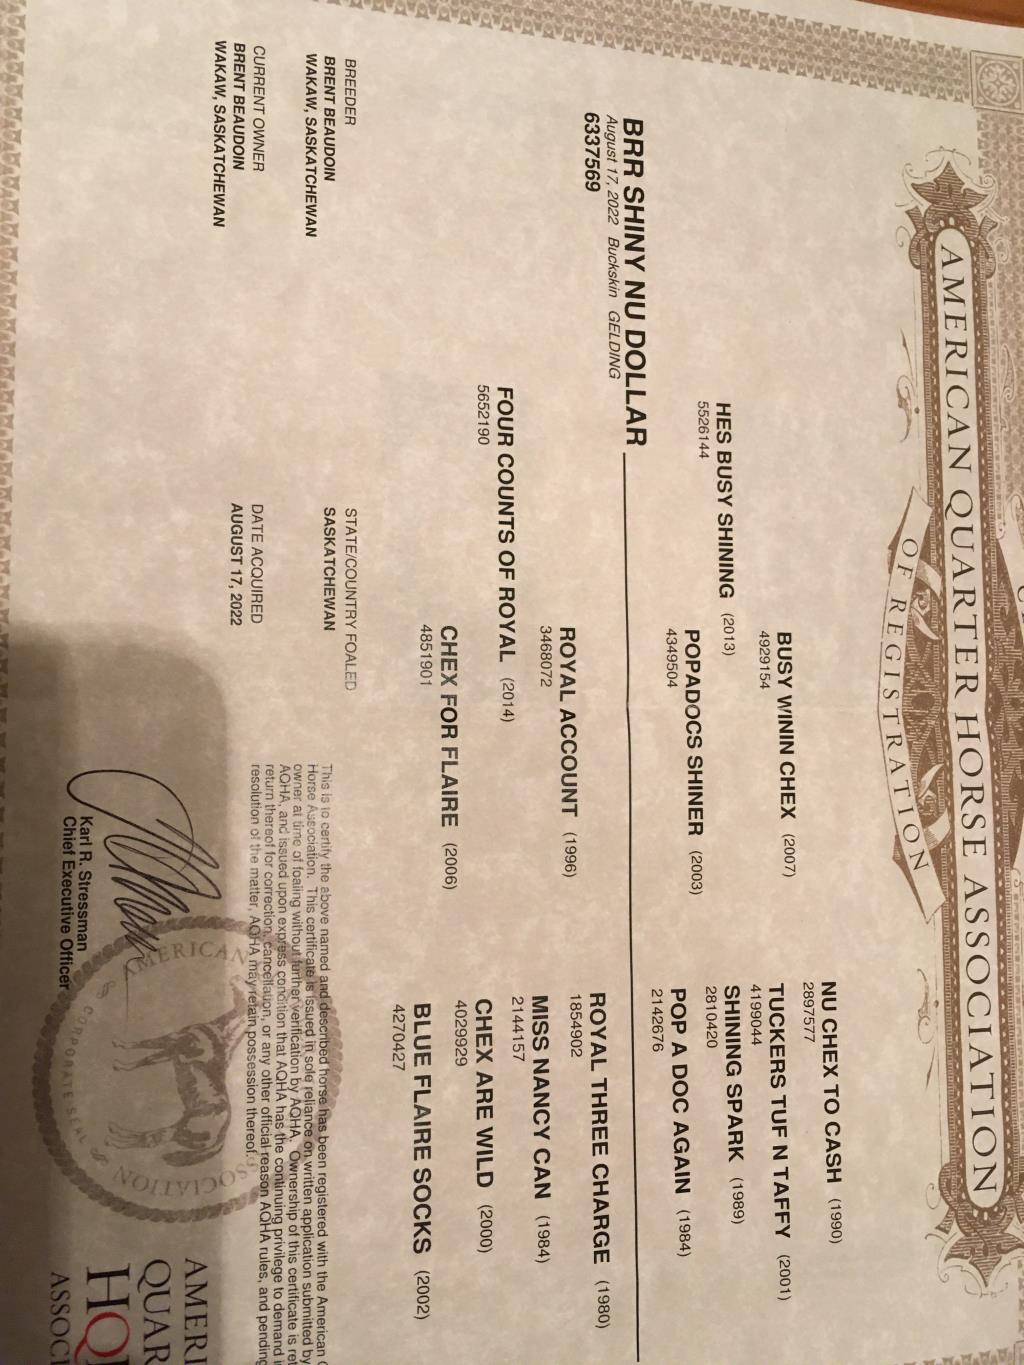 AMERICAN QUARTER HORSE ASSOCIATION
OF REGISTRATION
NU CHEX TO CASH (1990)
2897577
BUSY WININ CHEX (2007)
4929154
TUCKERS TUF N TAFFY (2001)
4199044
HES BUSY SHINING (2013)
5526144
SHINING SPARK (1989)
2810420
POPADOCS SHINER (2003)
4349504
POP A DOC AGAIN (1984)
2142676
BRR SHINY NU DOLLAR
August 17, 2022 Buckskin GELDING
6337569
ROYAL THREE CHARGE (1980)
1854902
ROYAL ACCOUNT (1996)
3468072
MISS NANCY CAN (1984)
2144157
FOUR COUNTS OF ROYAL (2014)
5652190
CHEX ARE WILD (2000)
4029929
CHEX FOR FLAIRE (2006)
4851901
BLUE FLAIRE SOCKS (2002)
4270427
BREEDER
BRENT BEAUDOIN
WAKAW, SASKATCHEWAN
STATE/COUNTRY FOALED
SASKATCHEWAN
CURRENT OWNER
BRENT BEAUDOIN
WAKAW, SASKATCHEWAN
DATE ACQUIRED
AUGUST 17, 2022
This is to certify the above named and described horse has been registered with the American
Horse Association. This certificate is issued in sole reliance on written application submitted by
owner at time of foaling without further verification by AQHA. Ownership of this certificate is
AQHA, and issued upon express condition that AQHA has the continuing privilege to demand
return thereof for correction, cancellation, or any other official reason AQHA rules, and pending
resolution of the matter, AQHA may retain possession thereof.
Karl R. Stressman
Chief Executive Officer
AMERICAN
ASSOCIATION
CORPORATE SEAL
AMERI
QUAR
HO
ASSOCI